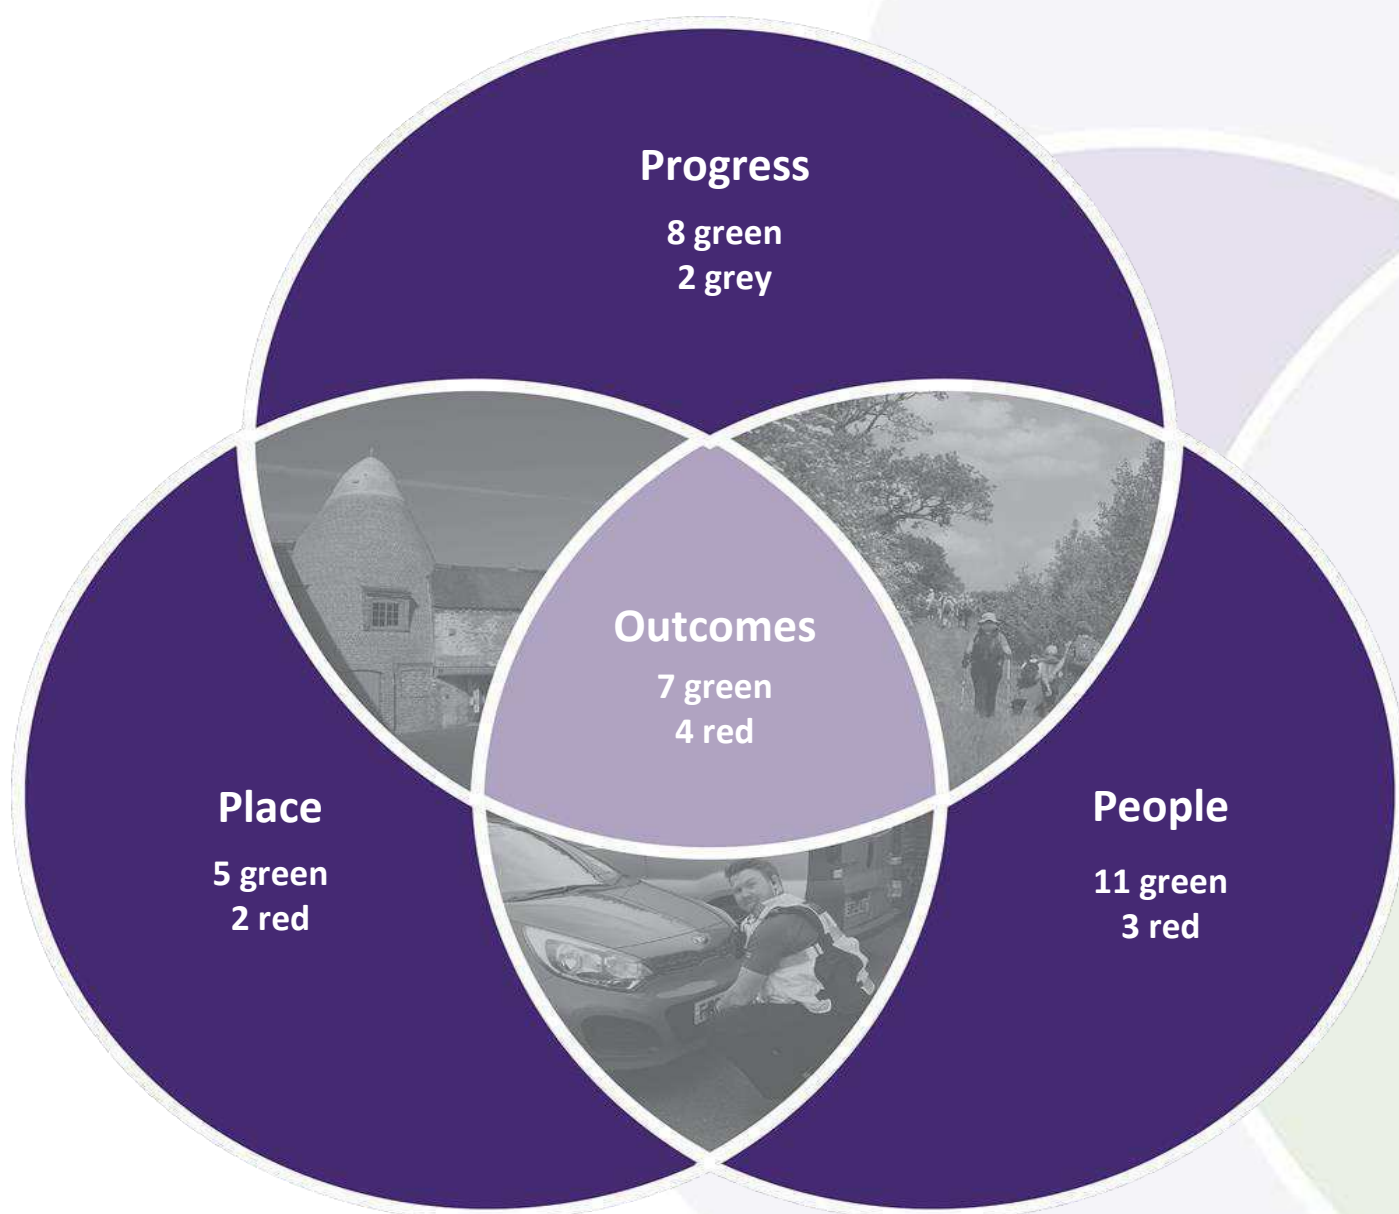 Progress
8 green
2 grey
Outcomes
7 green
4 red
Place
5 green
2 red
People
11 green
3 red